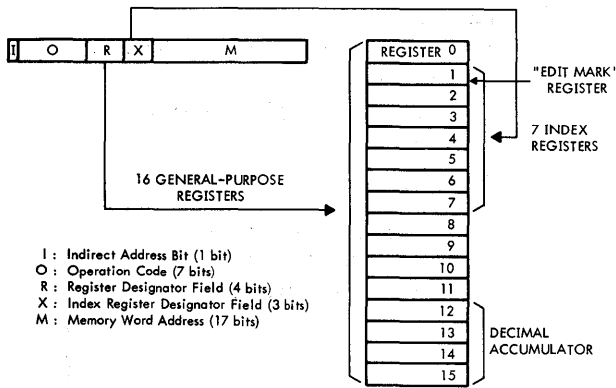 I O R X M
REGISTER 0
1
2
3
4
5
6
7
8
9
10
11
12
13
14
15
"EDIT MARK"
REGISTER
7 INDEX
REGISTERS
16 GENERAL-PURPOSE
REGISTERS
DECIMAL
ACCUMULATOR
I : Indirect Address Bit (1 bit)
O : Operation Code (7 bits)
R : Register Designator Field (4 bits)
X : Index Register Designator Field (3 bits)
M : Memory Word Address (17 bits)